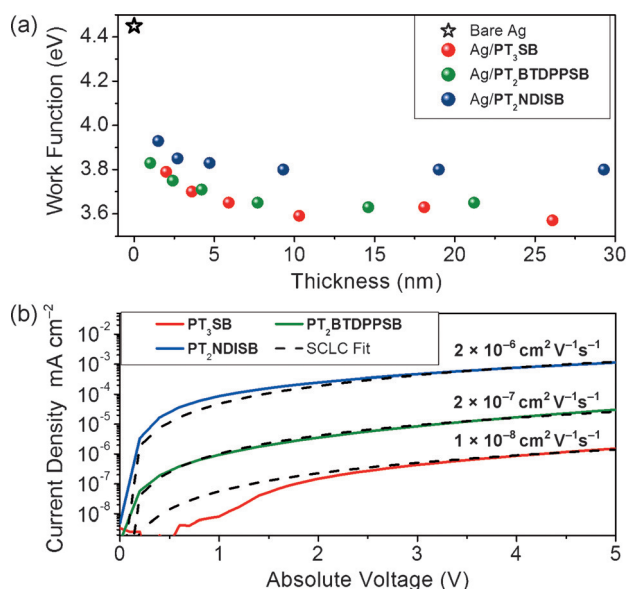 (a)
Work Function (eV)
4.4
4.0
3.8
3.6
☆ Bare Ag
Ag/PT₃SB
Ag/PT₂BTDPPSB
Ag/PT₂NDISB
0 5 10 15 20 25 30
Thickness (nm)
(b)
Current Density mA cm⁻²
10⁻²
10⁻³
10⁻⁴
10⁻⁵
10⁻⁶
10⁻⁷
10⁻⁸
PT₃SB PT₂BTDPPSB
PT₂NDISB SCLC Fit
2 × 10⁻⁶ cm² V⁻¹s⁻¹
2 × 10⁻⁷ cm² V⁻¹s⁻¹
1 × 10⁻⁸ cm² V⁻¹s⁻¹
0 1 2 3 4 5
Absolute Voltage (V)